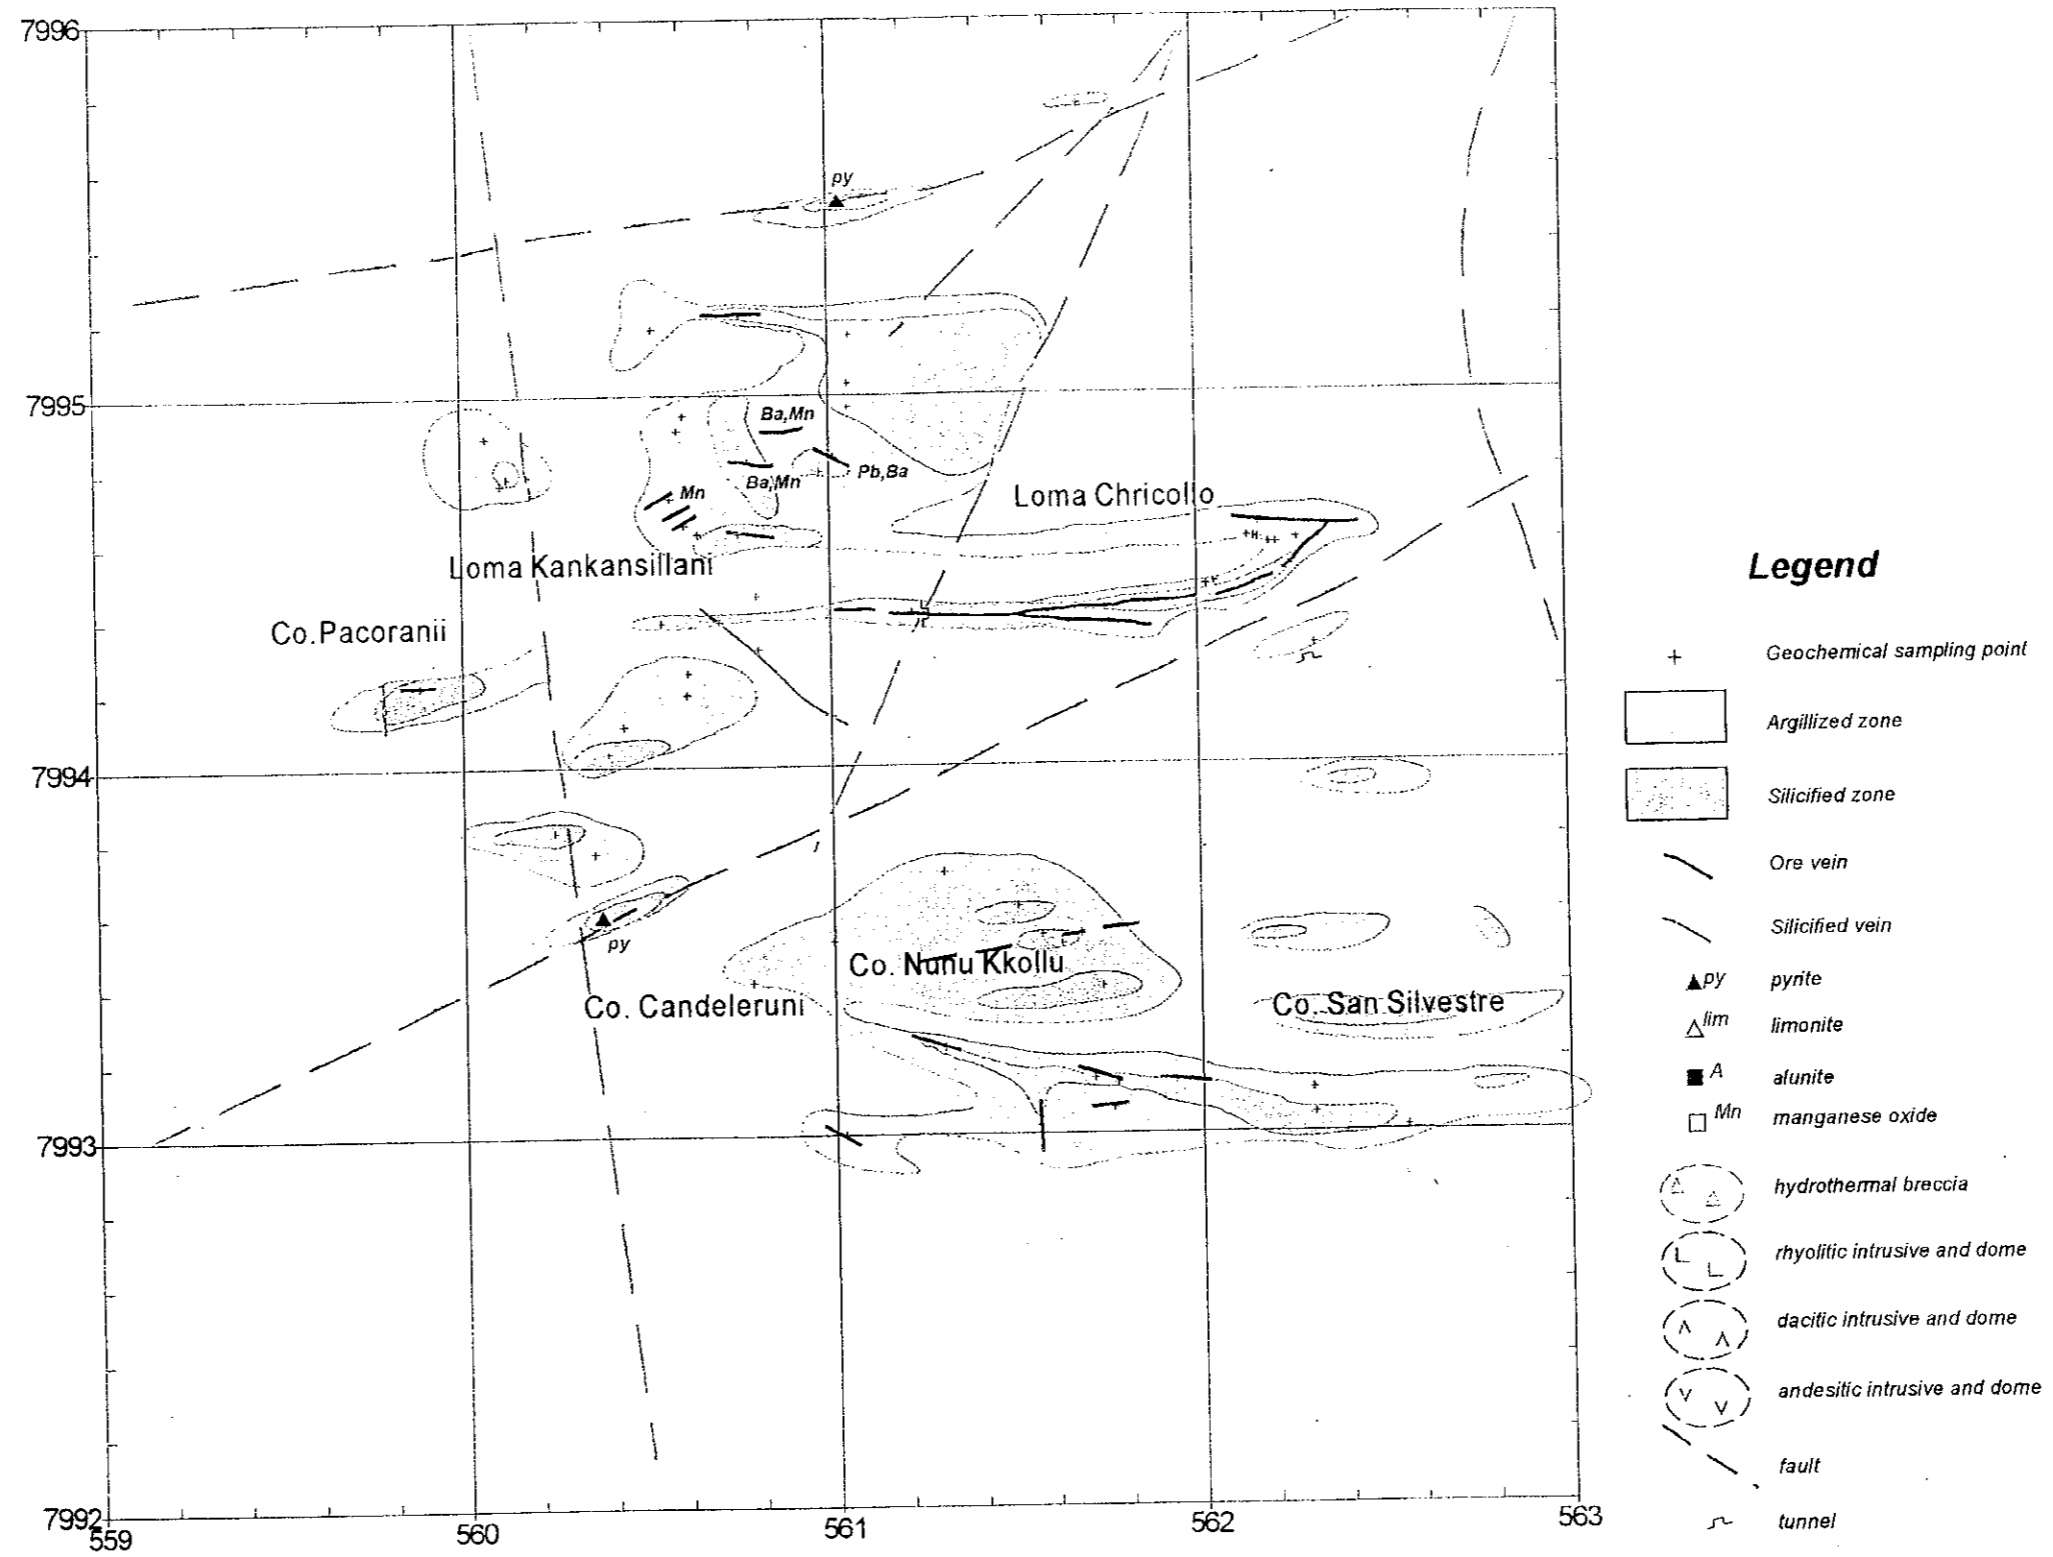 7996
py
7995
Ba,Mn
Pb,Ba
Ba,Mn
Mn
Loma Chricollo
Loma Kankansillani
Co.Pacoranii
7994
py
Co. Nunu Kkollu
Co. Candeleruni
Co. San Silvestre
7993
7992
559
560
561
562
563
Legend
Geochemical sampling point
Argillized zone
Silicified zone
Ore vein
Silicified vein
py pyrite
lim limonite
A alunite
Mn manganese oxide
hydrothermal breccia
rhyolitic intrusive and dome
dacitic intrusive and dome
andesitic intrusive and dome
fault
tunnel